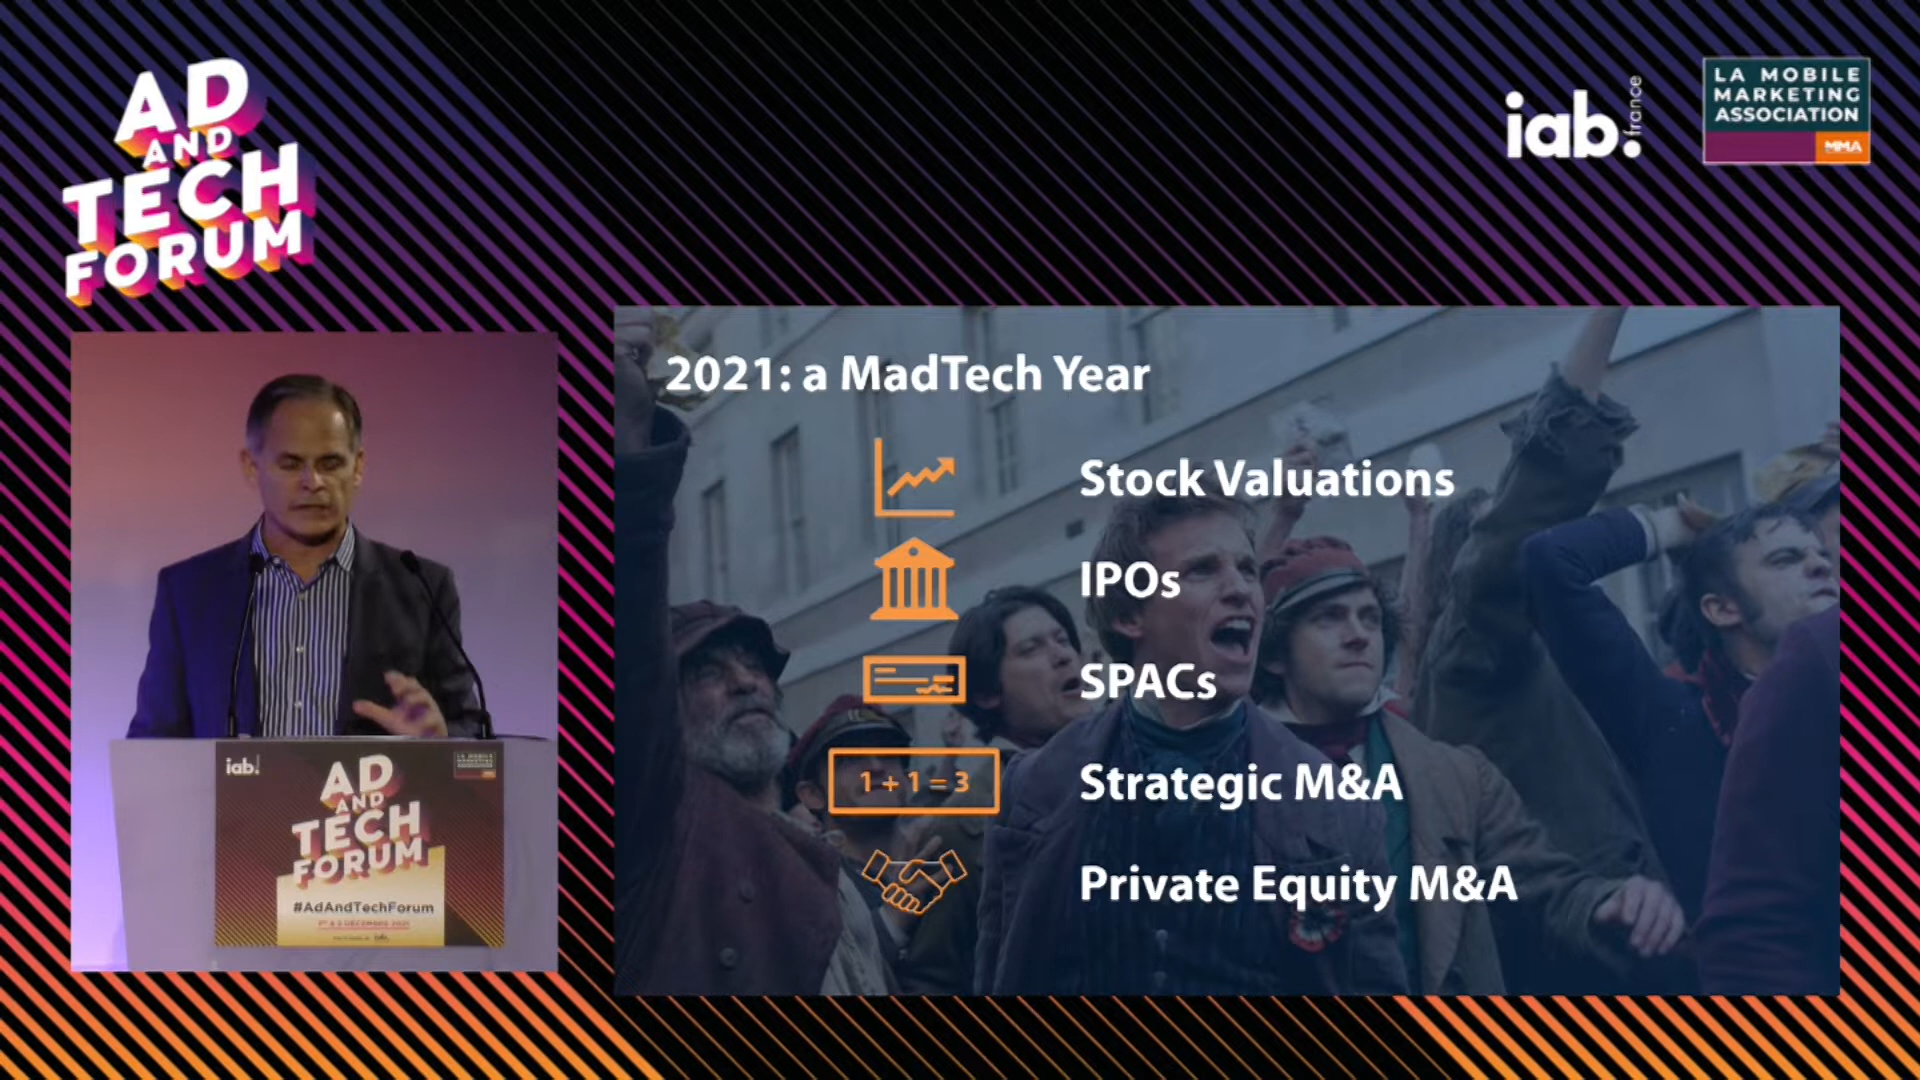 AD
AND
TECH
FORUM
iab.
france
LA MOBILE
MARKETING
ASSOCIATION
MMA
2021: a MadTech Year
Stock Valuations
IPOs
SPACs
1 + 1 = 3
Strategic M&A
Private Equity M&A
iab.
AD
AND
TECH
FORUM
#AdAndTechForum